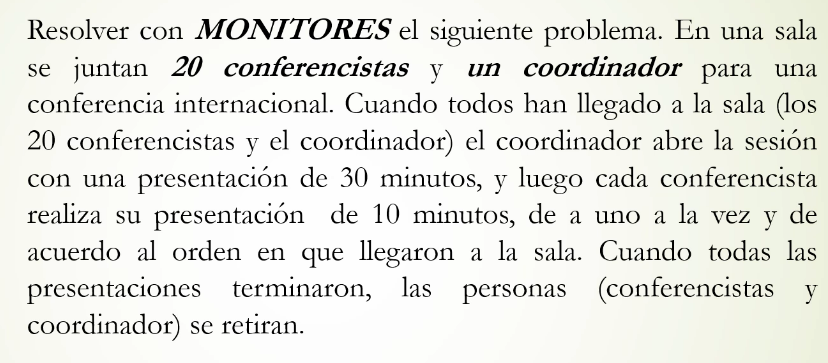 Resolver con MONITORES el siguiente problema. En una sala
se juntan 20 conferencistas y un coordinador para una
conferencia internacional. Cuando todos han llegado a la sala (los
20 conferencistas y el coordinador) el coordinador abre la sesión
con una presentación de 30 minutos, y luego cada conferencista
realiza su presentación de 10 minutos, de a uno a la vez y de
acuerdo al orden en que llegaron a la sala. Cuando todas las
presentaciones terminaron, las personas (conferencistas y
coordinador) se retiran.